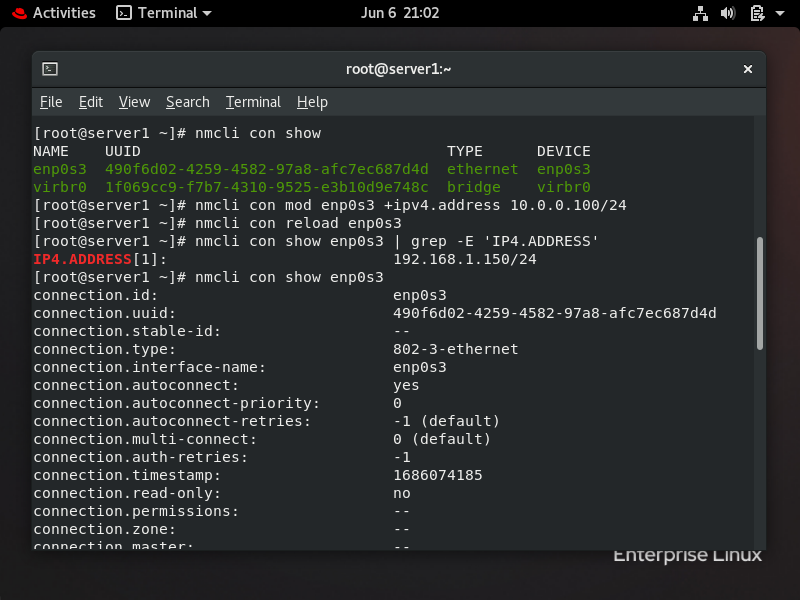 Activities Terminal Jun 6 21:02
root@server1:~
File Edit View Search Terminal Help
[root@server1 ~]# nmcli con show
NAME UUID TYPE DEVICE
enp0s3 490f6d02-4259-4582-97a8-afc7ec687d4d ethernet enp0s3
virbr0 1f069cc9-f7b7-4310-9525-e3b10d9e748c bridge virbr0
[root@server1 ~]# nmcli con mod enp0s3 +ipv4.address 10.0.0.100/24
[root@server1 ~]# nmcli con reload enp0s3
[root@server1 ~]# nmcli con show enp0s3 | grep -E 'IP4.ADDRESS'
IP4.ADDRESS[1]: 192.168.1.150/24
[root@server1 ~]# nmcli con show enp0s3
connection.id: enp0s3
connection.uuid: 490f6d02-4259-4582-97a8-afc7ec687d4d
connection.stable-id: --
connection.type: 802-3-ethernet
connection.interface-name: enp0s3
connection.autoconnect: yes
connection.autoconnect-priority: 0
connection.autoconnect-retries: -1 (default)
connection.multi-connect: 0 (default)
connection.auth-retries: -1
connection.timestamp: 1686074185
connection.read-only: no
connection.permissions: --
connection.zone: --
connection.master: --
Enterprise Linux